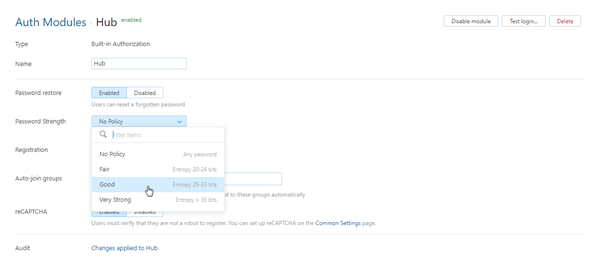 Auth Modules › Hub enabled
Disable module Test login... Delete
Type Built-in Authorization
Name Hub
Password restore Enabled Disabled
Users can reset a forgotten password
Password Strength No Policy
Filter items
No Policy Any password
Registration
Fair Entropy 20-28 bits
Auto-join groups Good Entropy 28-33 bits
d to these groups automatically
Very Strong Entropy > 33 bits
reCAPTCHA Enabled Disabled
Users must verify that they are not a robot to register. You can set up reCAPTCHA on the Common Settings page.
Audit Changes applied to Hub